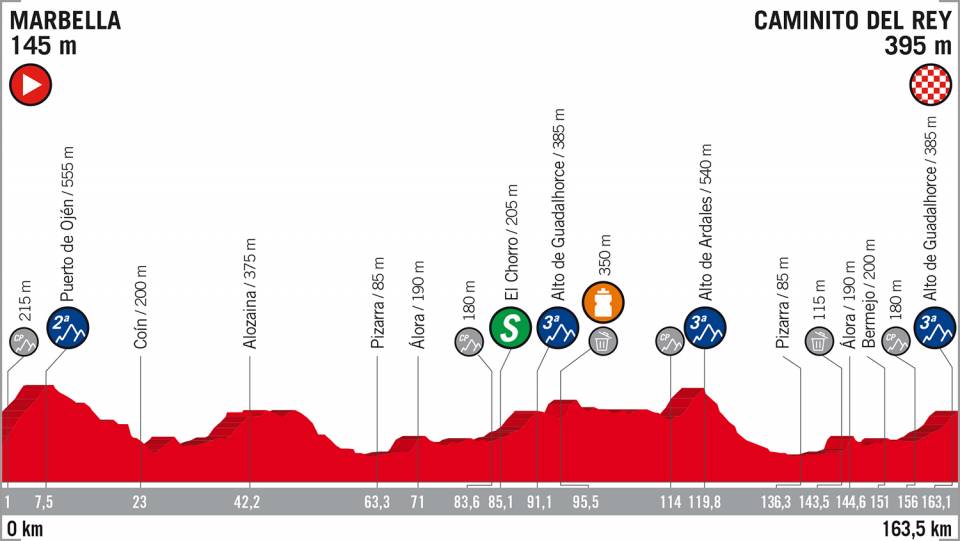 MARBELLA
145 m
CAMINITO DEL REY
395 m
CP
215 m
2ª
Puerto de Ojén / 555 m
Coín / 200 m
Alozaina / 375 m
Pizarra / 85 m
Álora / 190 m
CP
180 m
S
El Chorro / 205 m
3ª
Alto de Guadalhorce / 385 m
350 m
CP
3ª
Alto de Ardales / 540 m
Pizarra / 85 m
115 m
Álora / 190 m
Bermejo / 200 m
CP
180 m
3ª
Alto de Guadalhorce / 385 m
1 7,5 23 42,2 63,3 71 83,6 85,1 91,1 95,5 114 119,8 136,3 143,5 144,6 151 156 163,1
0 km
163,5 km